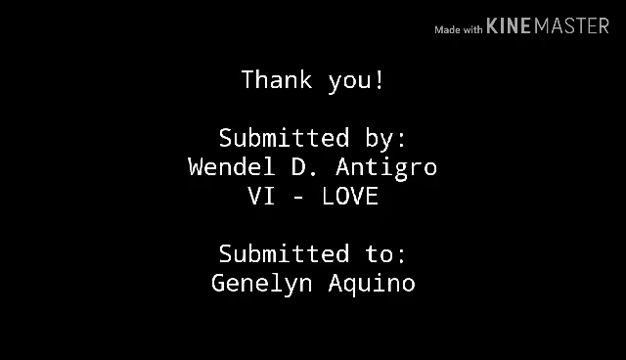 Made with KINEMASTER
Thank you!
Submitted by:
Wendel D. Antigro
VI - LOVE
Submitted to:
Genelyn Aquino